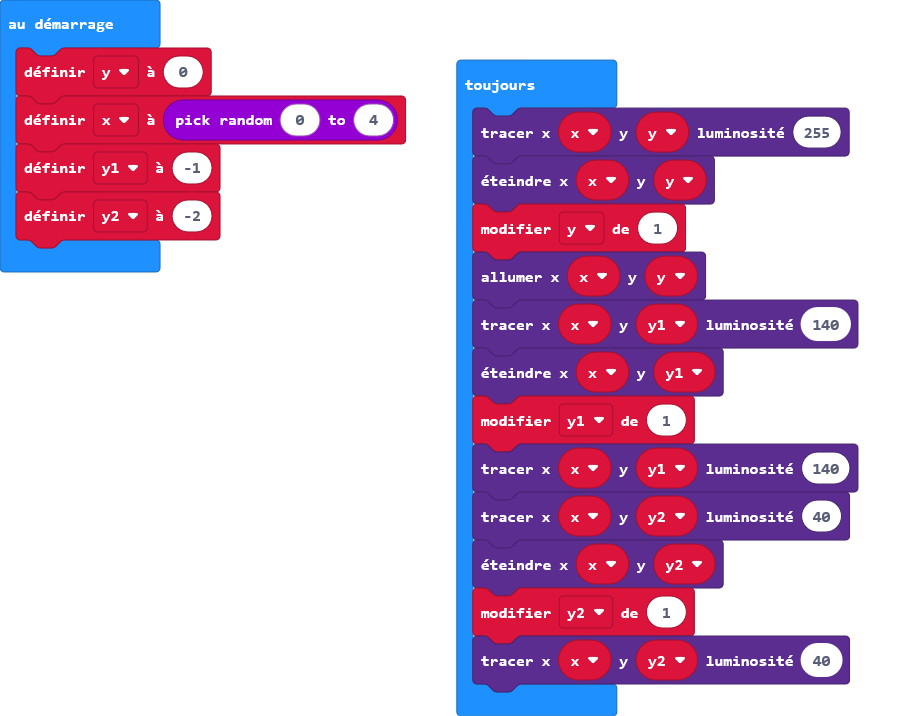 au démarrage
définir y à 0
définir x à pick random 0 to 4
définir y1 à -1
définir y2 à -2
toujours
tracer x x y y luminosité 255
éteindre x x y y
modifier y de 1
allumer x x y y
tracer x x y y1 luminosité 140
éteindre x x y y1
modifier y1 de 1
tracer x x y y1 luminosité 140
tracer x x y y2 luminosité 40
éteindre x x y y2
modifier y2 de 1
tracer x x y y2 luminosité 40